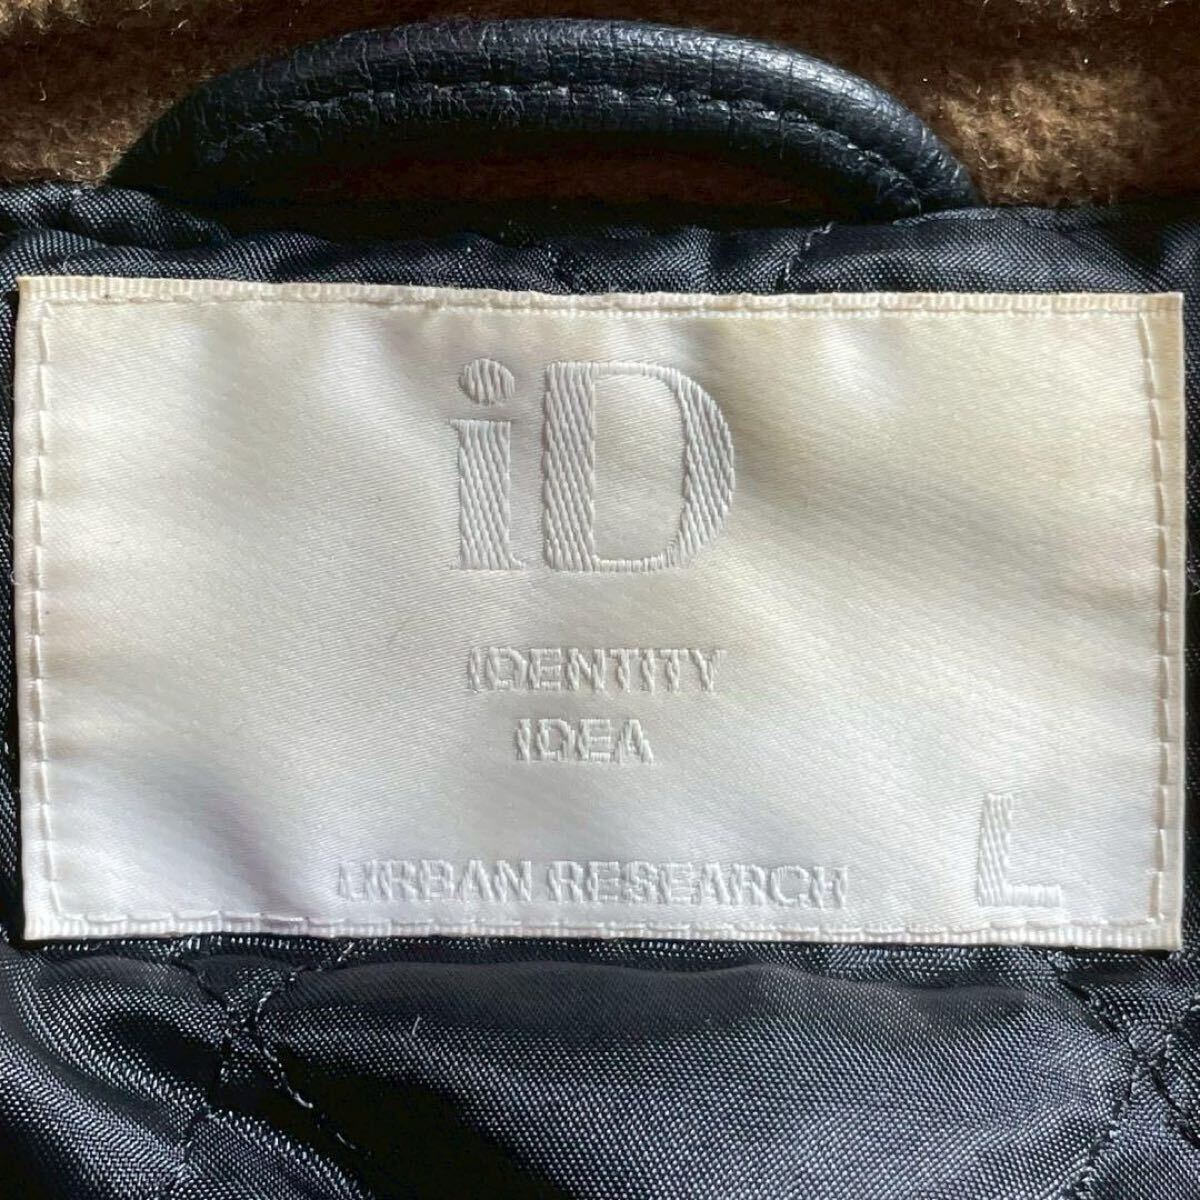 iD
IDENTITY
IDEA
URBAN RESEARCH
L